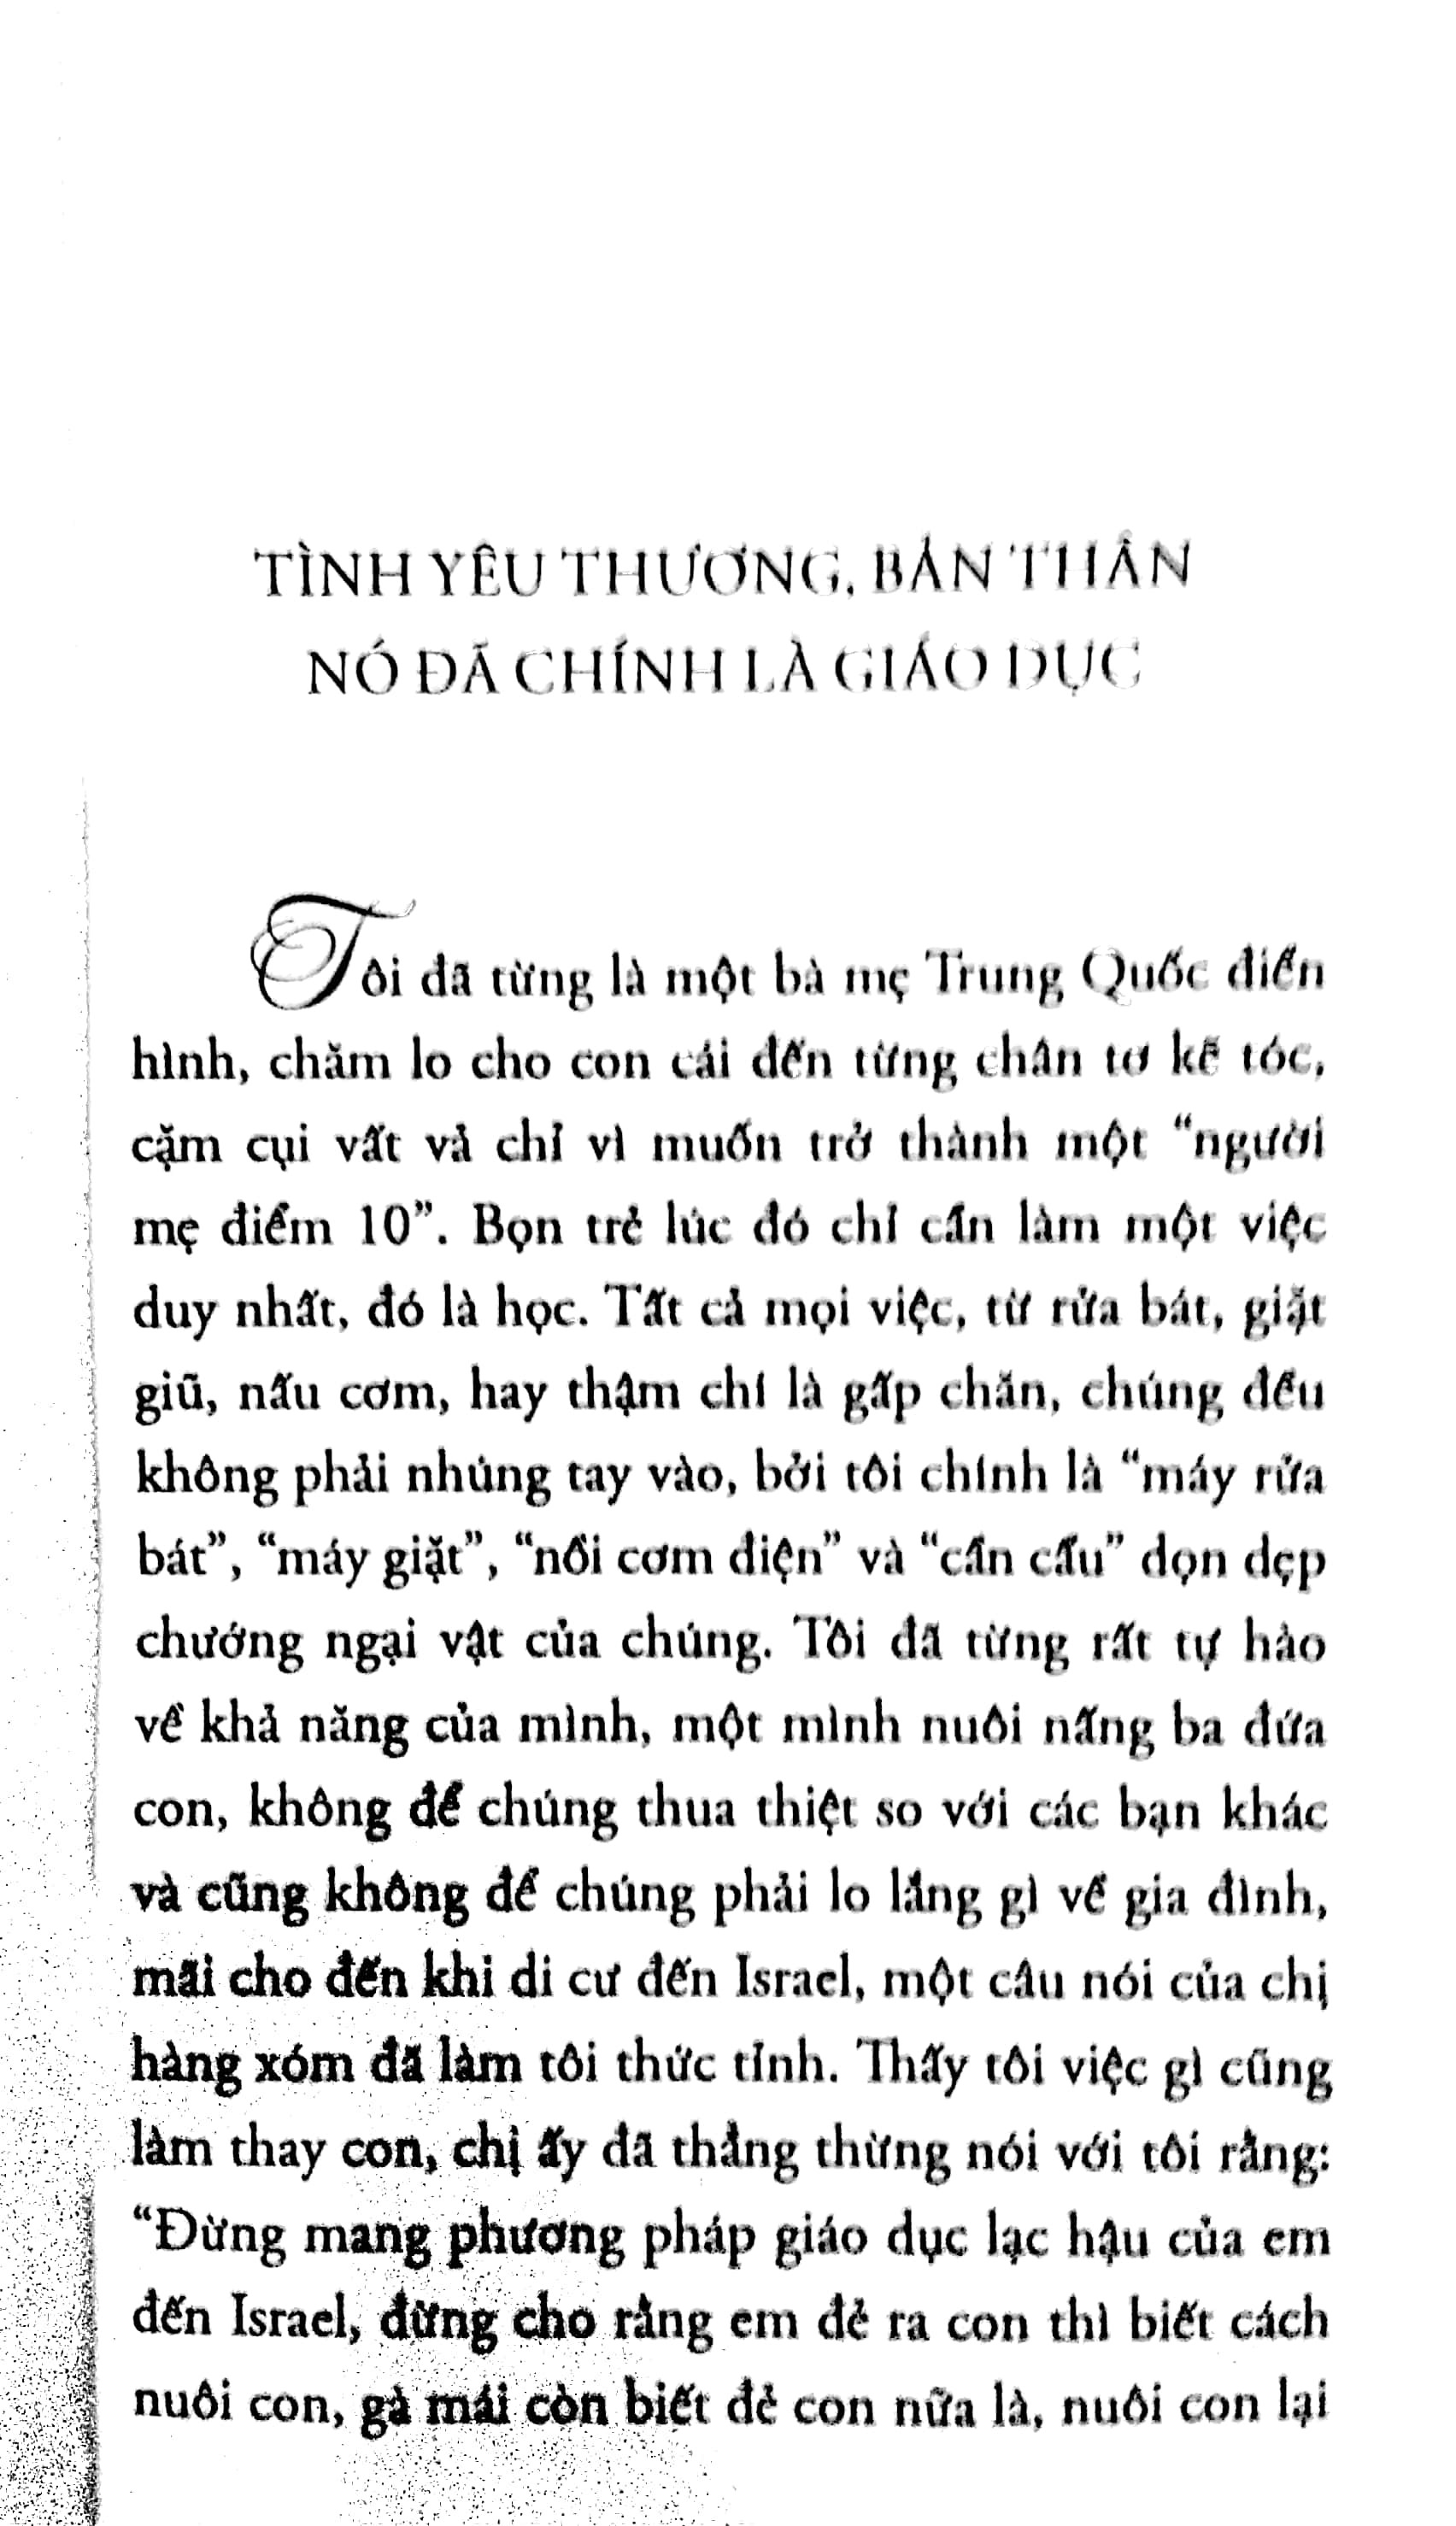 TÌNH YÊU THƯƠNG, BẢN THÂN
NÓ ĐÃ CHÍNH LÀ GIÁO DỤC
Tôi đã từng là một bà mẹ Trung Quốc điển
hình, chăm lo cho con cái đến từng chân tơ kẽ tóc,
cặm cụi vất vả chỉ vì muốn trở thành một “người
mẹ điểm 10”. Bọn trẻ lúc đó chỉ cần làm một việc
duy nhất, đó là học. Tất cả mọi việc, từ rửa bát, giặt
giũ, nấu cơm, hay thậm chí là gấp chăn, chúng đều
không phải nhúng tay vào, bởi tôi chính là “máy rửa
bát”, “máy giặt”, “nồi cơm điện” và “cần cẩu” dọn dẹp
chướng ngại vật của chúng. Tôi đã từng rất tự hào
về khả năng của mình, một mình nuôi nấng ba đứa
con, không để chúng thua thiệt so với các bạn khác
và cũng không để chúng phải lo lắng gì về gia đình,
mãi cho đến khi di cư đến Israel, một câu nói của chị
hàng xóm đã làm tôi thức tỉnh. Thấy tôi việc gì cũng
làm thay con, chị ấy đã thẳng thừng nói với tôi rằng:
“Đừng mang phương pháp giáo dục lạc hậu của em
đến Israel, đừng cho rằng em đẻ ra con thì biết cách
nuôi con, gà mái còn biết đẻ con nữa là, nuôi con lại